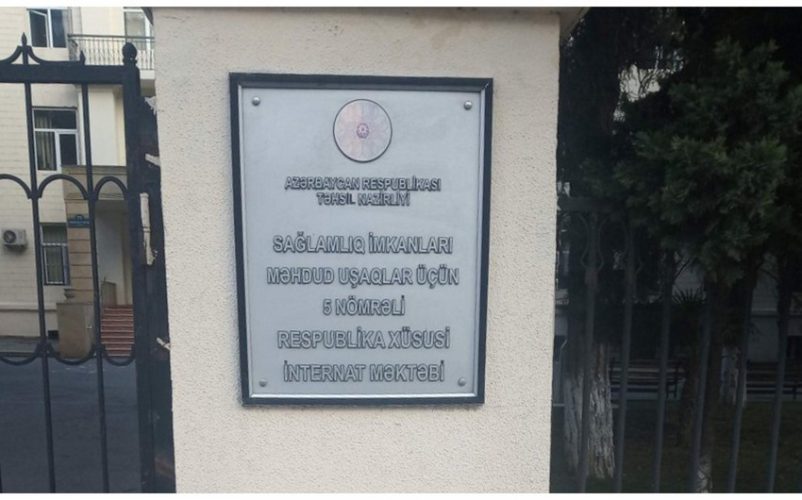 AZƏRBAYCAN RESPUBLİKASI
TƏHSİL NAZİRLİYİ
SAĞLAMLIQ İMKANLARI
MƏHDUD UŞAQLAR ÜÇÜN
5 NÖMRƏLİ
RESPUBLİKA XÜSUSİ
İNTERNAT MƏKTƏBİ